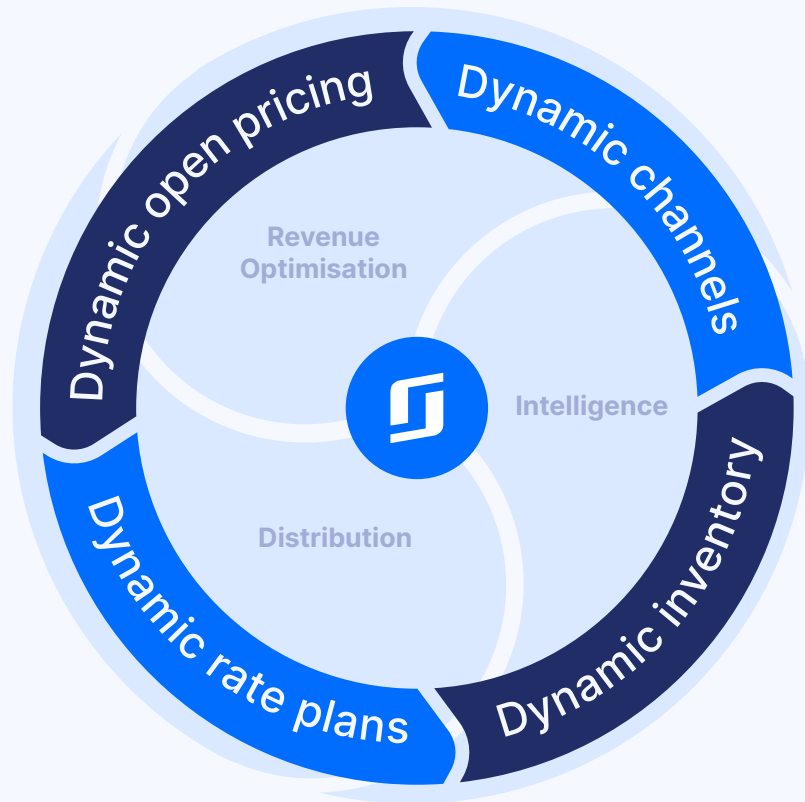 Dynamic open pricing
Dynamic channels
Revenue
Optimisation
Intelligence
Distribution
Dynamic inventory
Dynamic rate plans